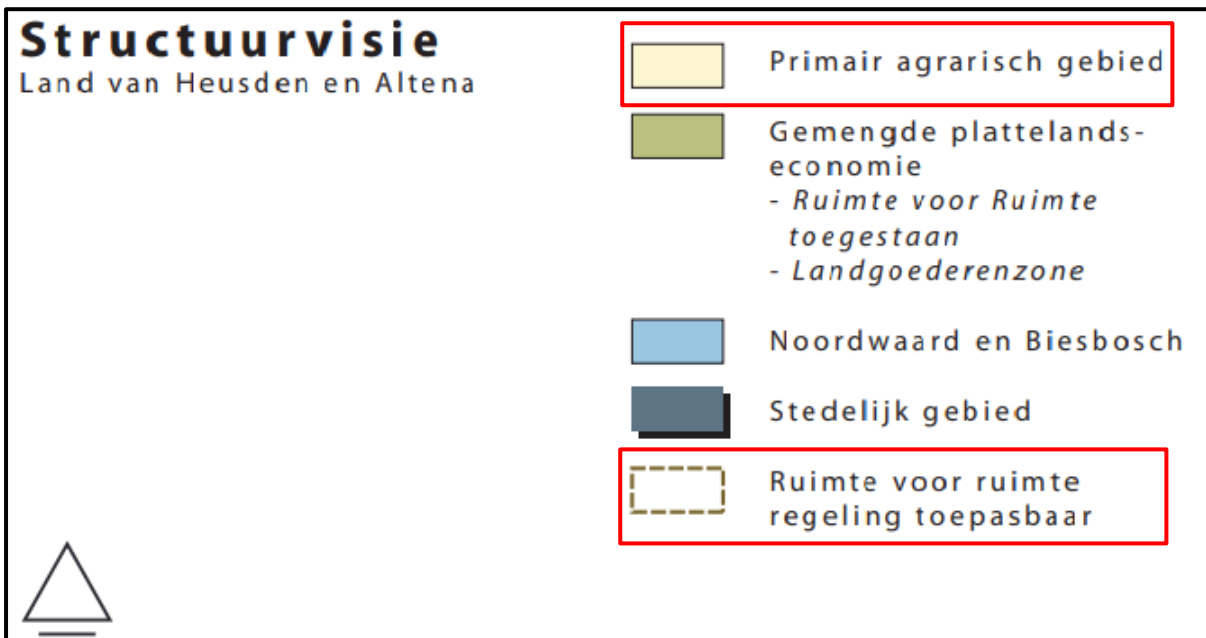 Structuurvisie
Land van Heusden en Altena
Primair agrarisch gebied
Gemengde plattelands-
economie
- Ruimte voor Ruimte
toegestaan
- Landgoederenzone
Noordwaard en Biesbosch
Stedelijk gebied
Ruimte voor ruimte
regeling toepasbaar